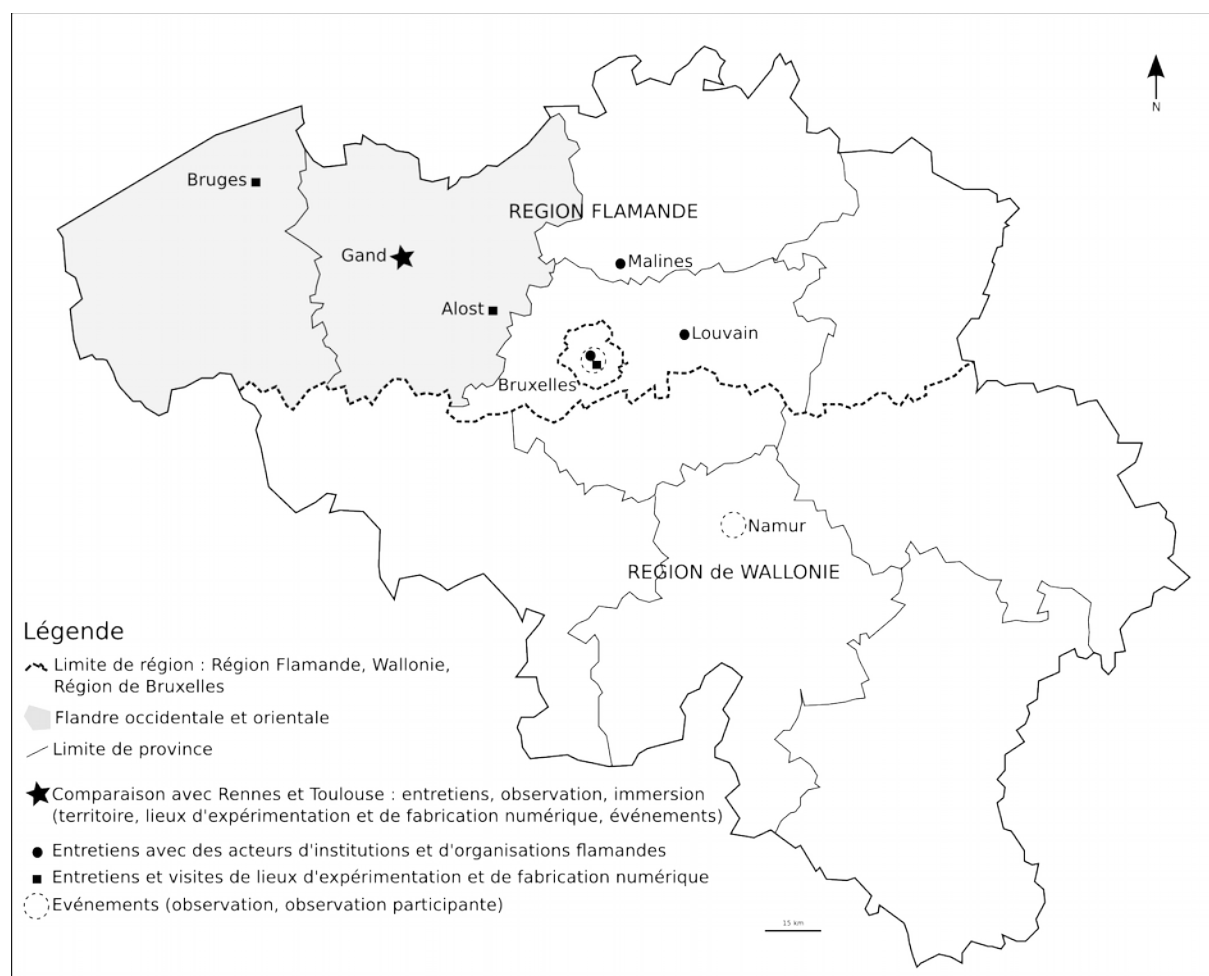 N
Bruges
REGION FLAMANDE
Gand
Malines
Alost
Louvain
Bruxelles
Namur
REGION de WALLONIE
Légende
Limite de région : Région Flamande, Wallonie,
Région de Bruxelles
Flandre occidentale et orientale
Limite de province
Comparaison avec Rennes et Toulouse : entretiens, observation, immersion
(territoire, lieux d'expérimentation et de fabrication numérique, événements)
Entretiens avec des acteurs d'institutions et d'organisations flamandes
Entretiens et visites de lieux d'expérimentation et de fabrication numérique
Evénements (observation, observation participante)
15 km